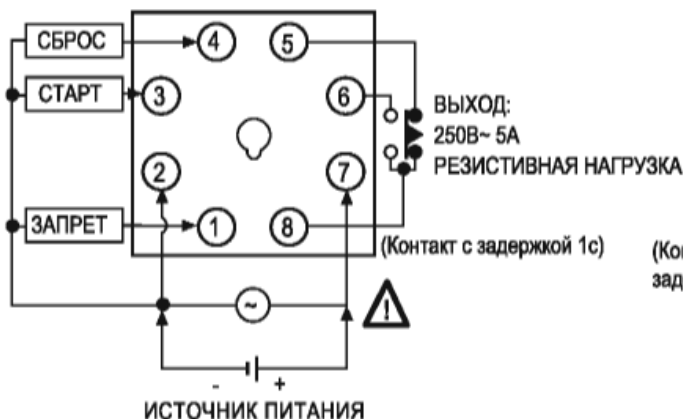 СБРОС
4
5
СТАРТ
3
6
ВЫХОД:
250В~ 5А
РЕЗИСТИВНАЯ НАГРУЗКА
2
7
ЗАПРЕТ
1
8
(Контакт с задержкой 1с)
~
!
- +
ИСТОЧНИК ПИТАНИЯ